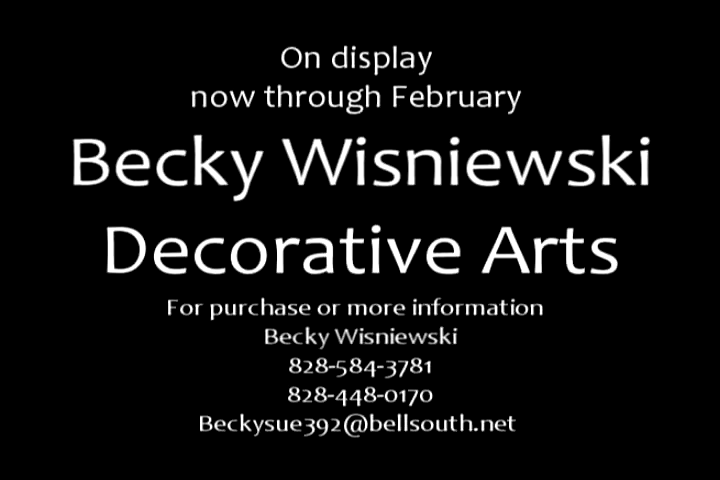 On display
now through February
Becky Wisniewski
Decorative Arts
For purchase or more information
Becky Wisniewski
828-584-3781
828-448-0170
Beckysue392@bellsouth.net